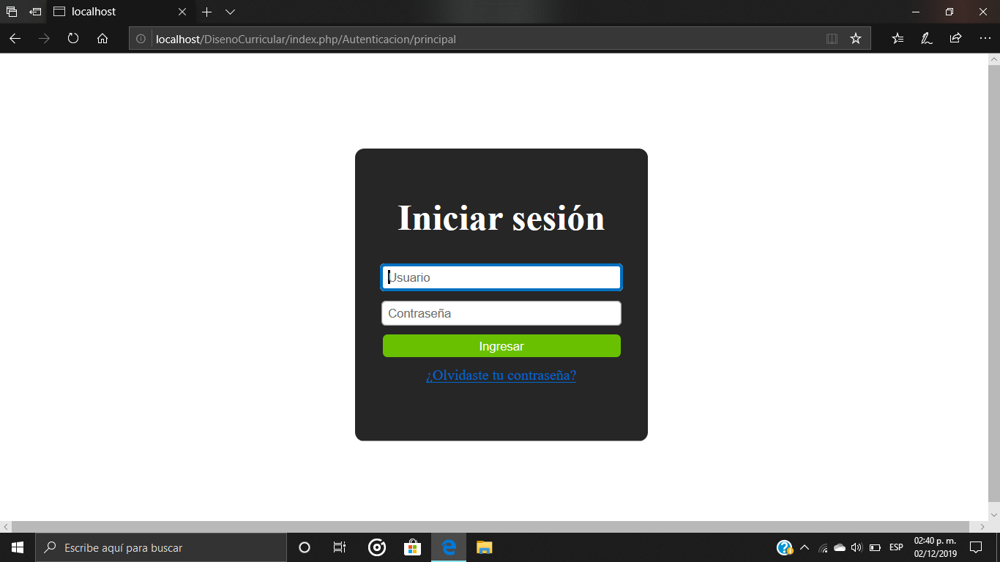 localhost
localhost/DisenoCurricular/index.php/Autenticacion/principal
Iniciar sesión
Usuario
Contraseña
Ingresar
¿Olvidaste tu contraseña?
Escribe aquí para buscar
ESP
02:40 p. m.
02/12/2019